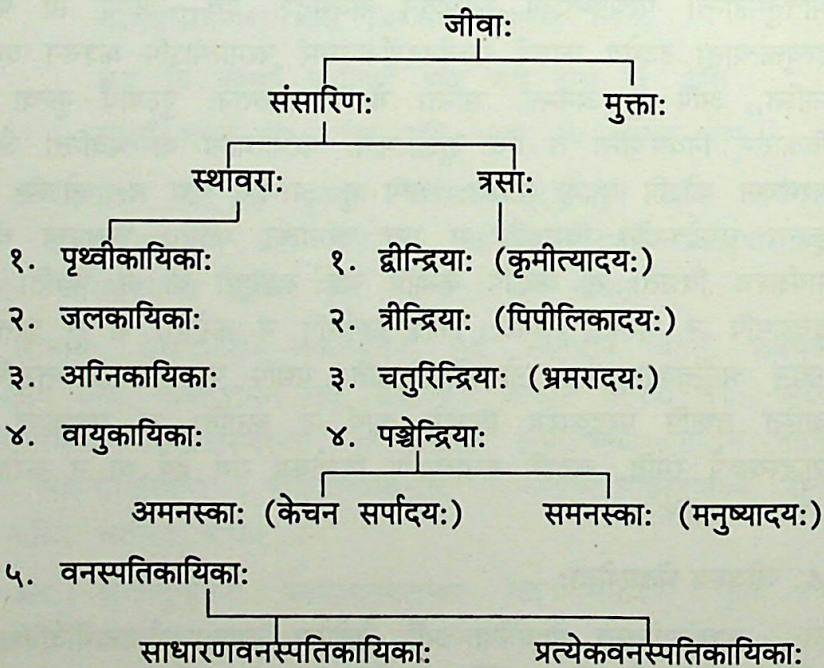 जीवाः
संसारिणः मुक्ताः
स्थावराः त्रसाः
१. पृथ्वीकायिकाः १. द्वीन्द्रियाः (कृमीत्यादयः)
२. जलकायिकाः २. त्रीन्द्रियाः (पिपीलिकादयः)
३. अग्निकायिकाः ३. चतुरिन्द्रियाः (भ्रमरादयः)
४. वायुकायिकाः ४. पञ्चेन्द्रियाः
अमनस्काः (केचन सर्पादयः) समनस्काः (मनुष्यादयः)
५. वनस्पतिकायिकाः
साधारणवनस्पतिकायिकाः प्रत्येकवनस्पतिकायिकाः